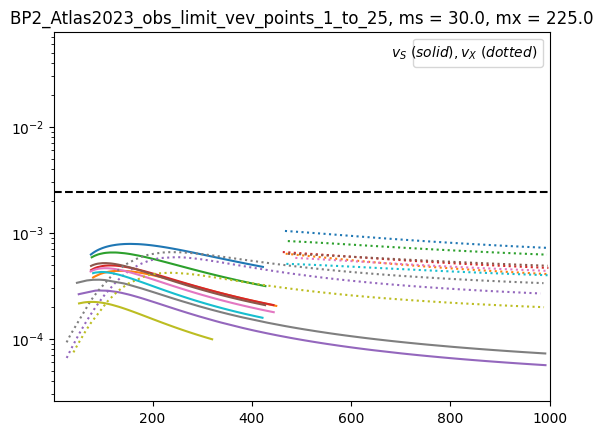 BP2_Atlas2023_obs_limit_vev_points_1_to_25, ms = 30.0, mx = 225.0
v_S (solid), v_X (dotted)
10^{-2}
10^{-3}
10^{-4}
200 400 600 800 1000